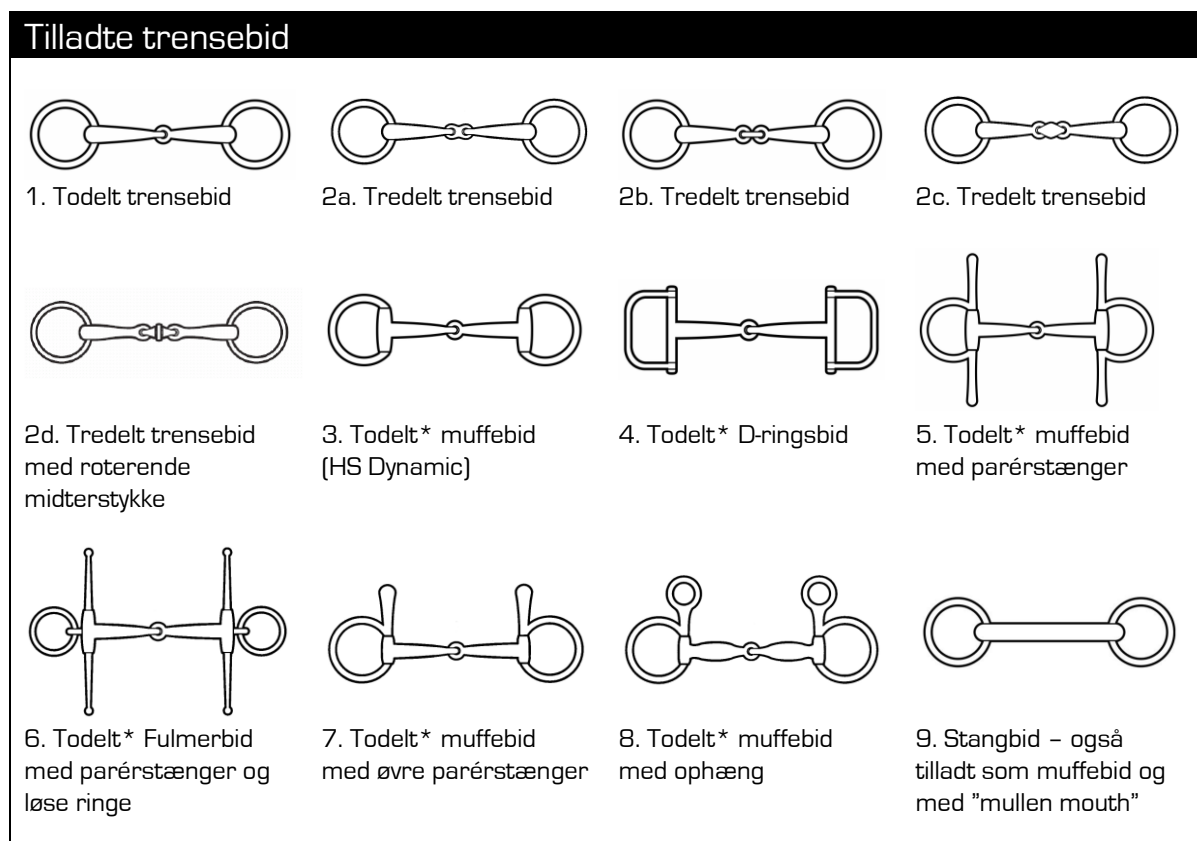 Tilladte trensebid
1. Todelt trensebid
2a. Tredelt trensebid
2b. Tredelt trensebid
2c. Tredelt trensebid
2d. Tredelt trensebid
med roterende
midterstykke
3. Todelt* muffebid
(HS Dynamic)
4. Todelt* D-ringsbid
5. Todelt* muffebid
med parérstænger
6. Todelt* Fulmerbid
med parérstænger og
løse ringe
7. Todelt* muffebid
med øvre parérstænger
8. Todelt* muffebid
med ophæng
9. Stangbid – også
tilladt som muffebid og
med ”mullen mouth”